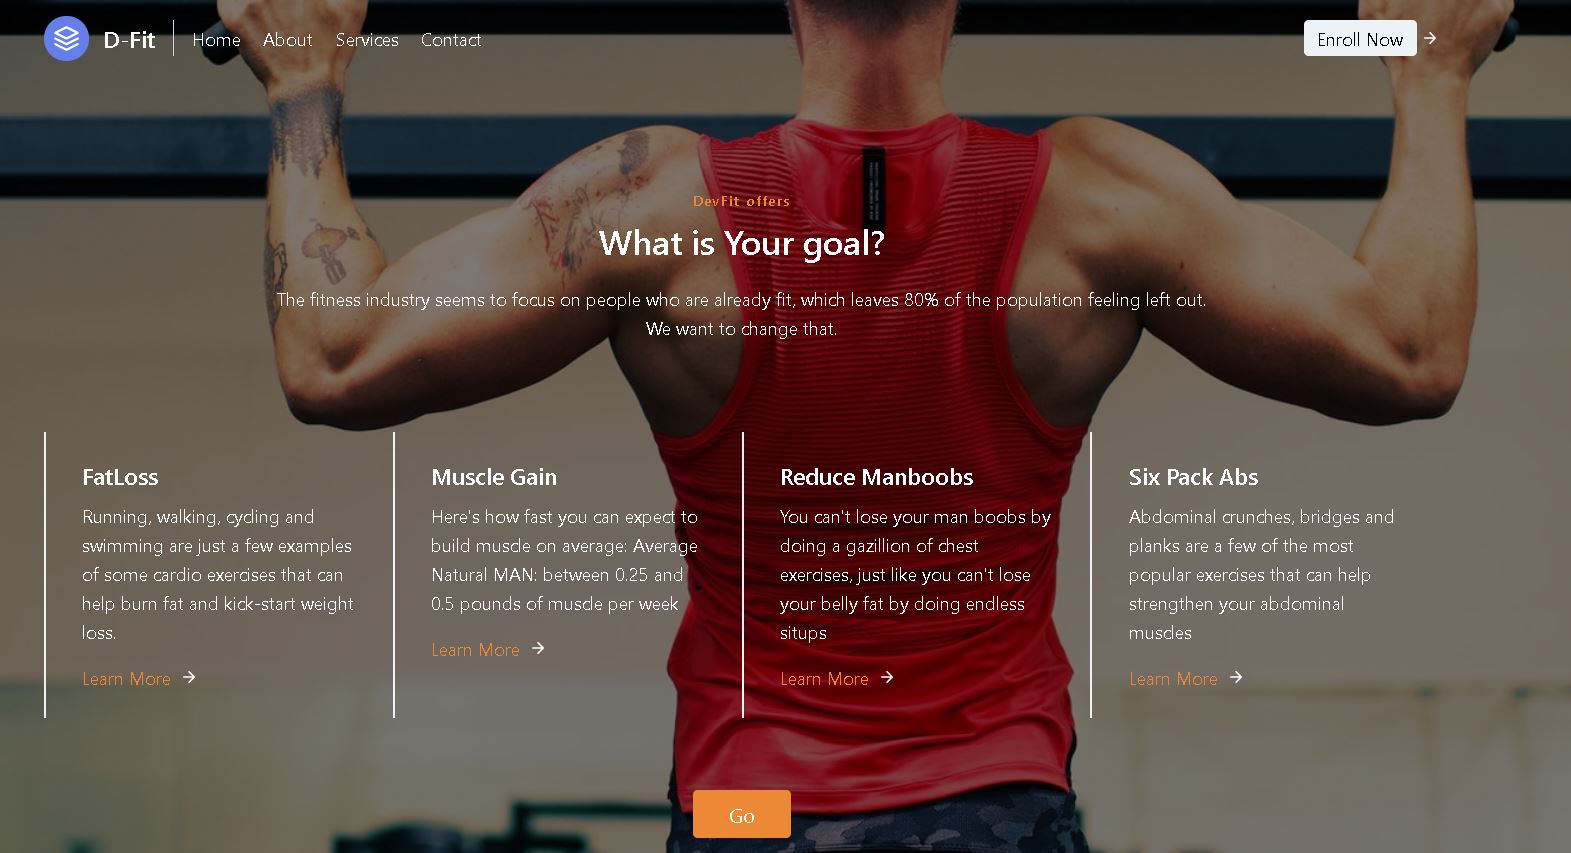 D-Fit Home About Services Contact Enroll Now
DevFit offers
What is Your goal?
The fitness industry seems to focus on people who are already fit, which leaves 80% of the population feeling left out.
We want to change that.
FatLoss
Running, walking, cycling and
swimming are just a few examples
of some cardio exercises that can
help burn fat and kick-start weight
loss.
Learn More
Muscle Gain
Here's how fast you can expect to
build muscle on average: Average
Natural MAN: between 0.25 and
0.5 pounds of muscle per week
Learn More
Reduce Manboobs
You can't lose your man boobs by
doing a gazillion of chest
exercises, just like you can't lose
your belly fat by doing endless
situps
Learn More
Six Pack Abs
Abdominal crunches, bridges and
planks are a few of the most
popular exercises that can help
strengthen your abdominal
muscles
Learn More
Go